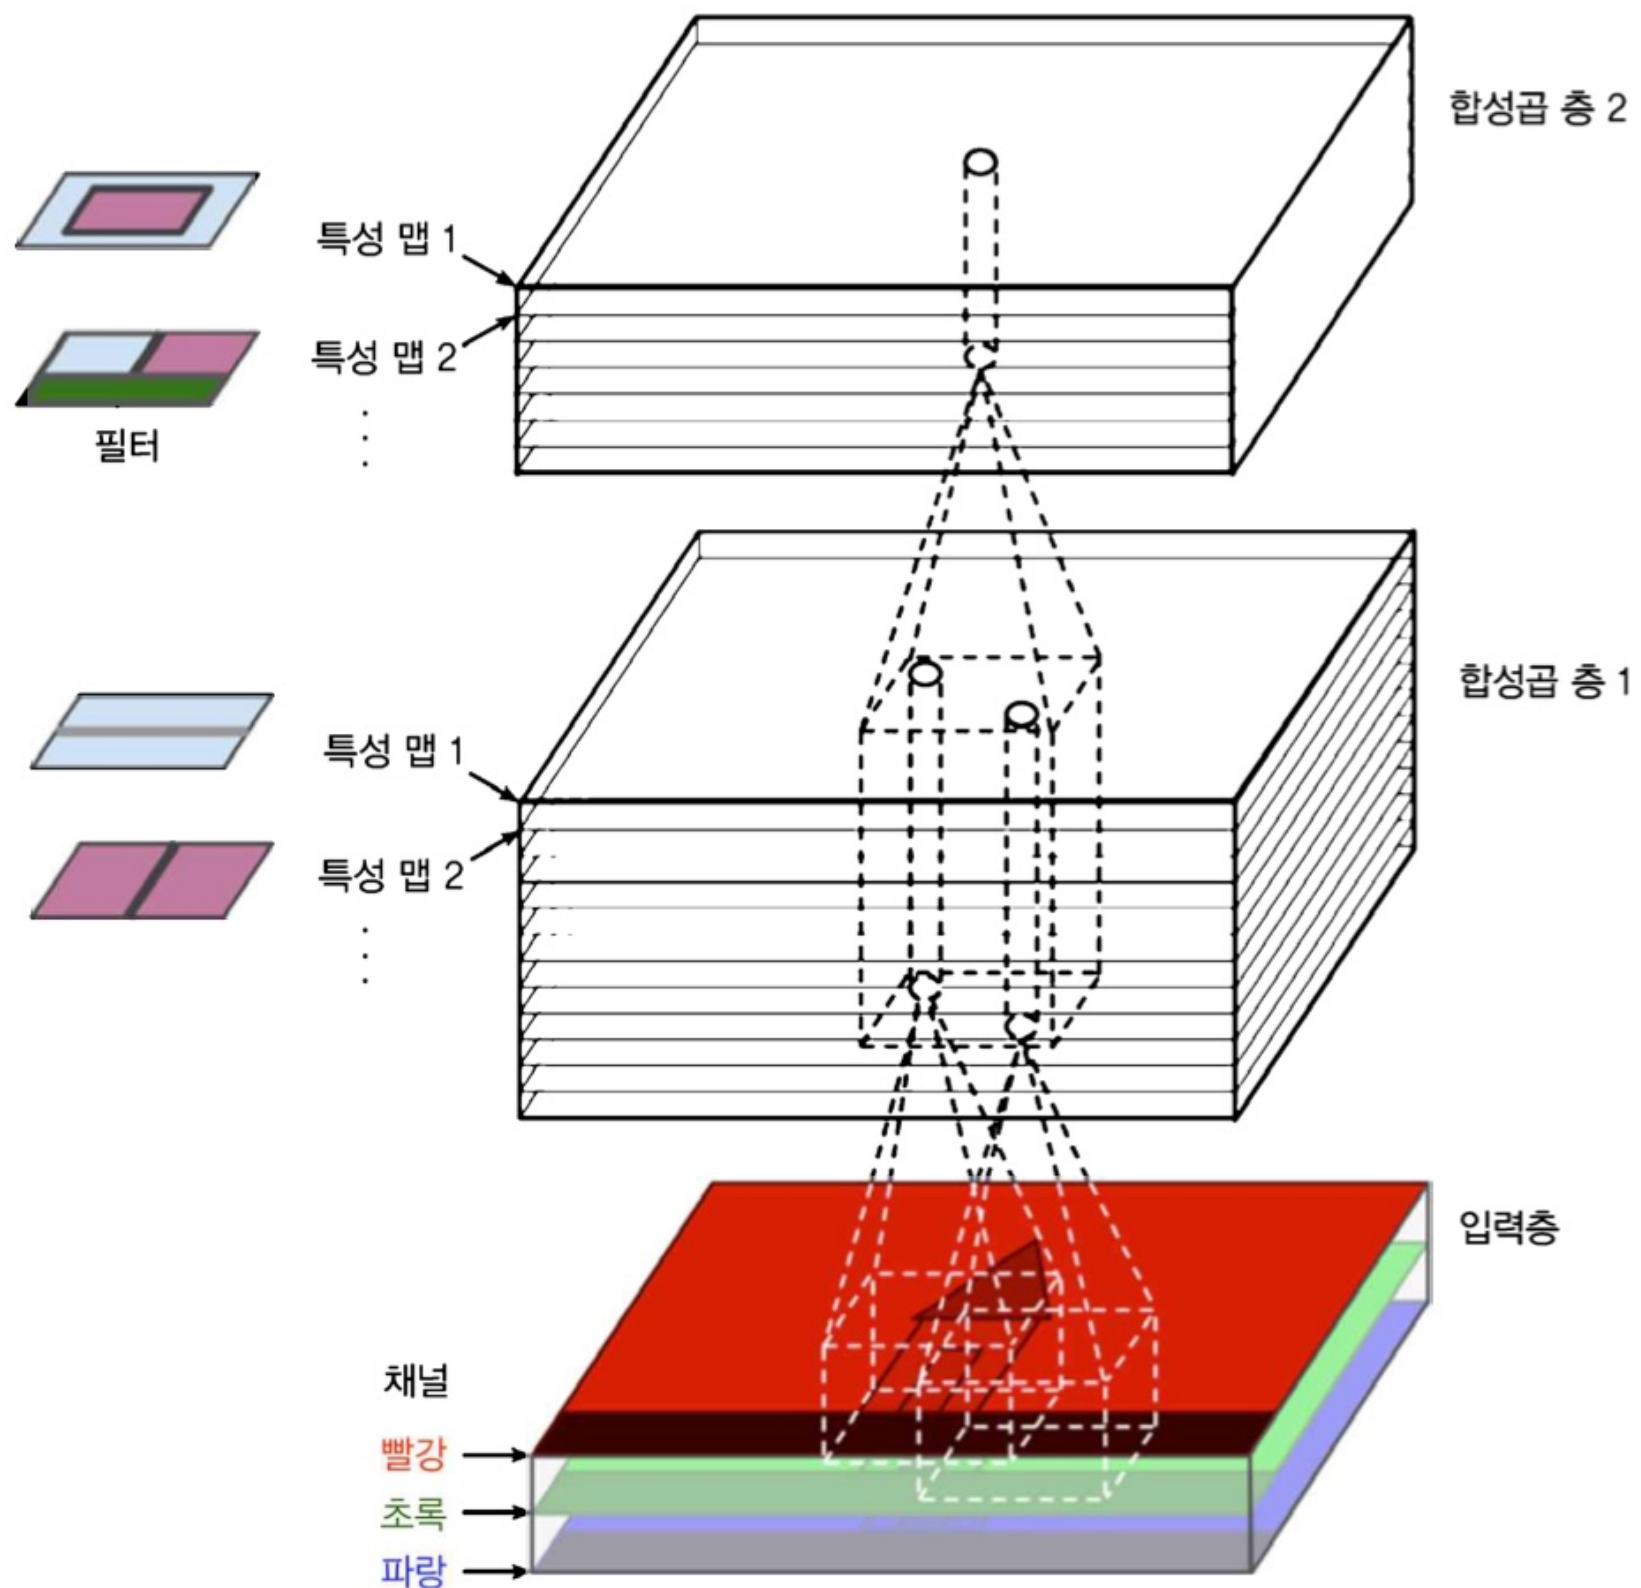 합성곱 층 2
특성 맵 1
특성 맵 2
필터
합성곱 층 1
특성 맵 1
특성 맵 2
입력층
채널
빨강
초록
파랑